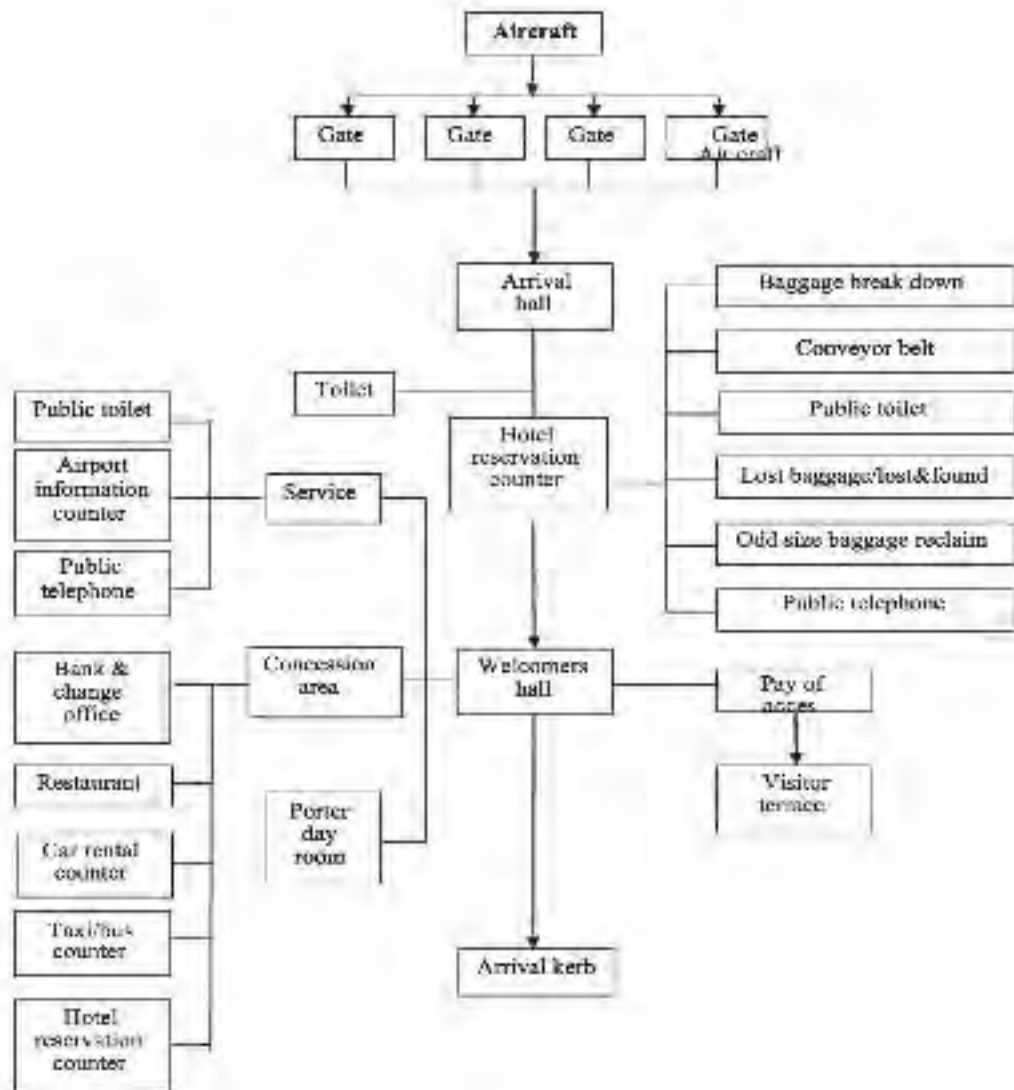 Aircraft
Gate
Gate
Gate
Gate
Aircraft
Arrival
hall
Baggage break down
Conveyor belt
Toilet
Public toilet
Public toilet
Hotel
reservation
counter
Airport
information
counter
Service
Lost baggage/lost&found
Odd size baggage reclaim
Public
telephone
Public telephone
Bank &
change
office
Concession
area
Welcomers
hall
Pay of
acces
Restaurant
Porter
day
room
Visitor
terrace
Car rental
counter
Taxi/bus
counter
Arrival kerb
Hotel
reservation
counter